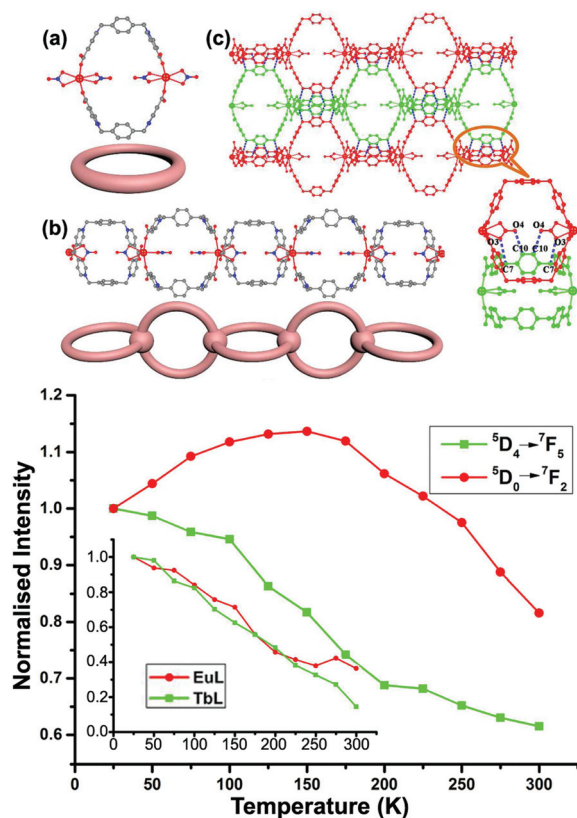 (a)
(c)
(b)
O4 O4
O3 C10 C10 O3
C7 C7
Normalised Intensity
1.2
1.1
1.0
0.9
0.8
0.7
0.6
⁵D₄→⁷F₅
⁵D₀→⁷F₂
1.0
0.8
0.6
0.4
0.2
0.0
EuL
TbL
0 50 100 150 200 250 300
0 50 100 150 200 250 300
Temperature (K)